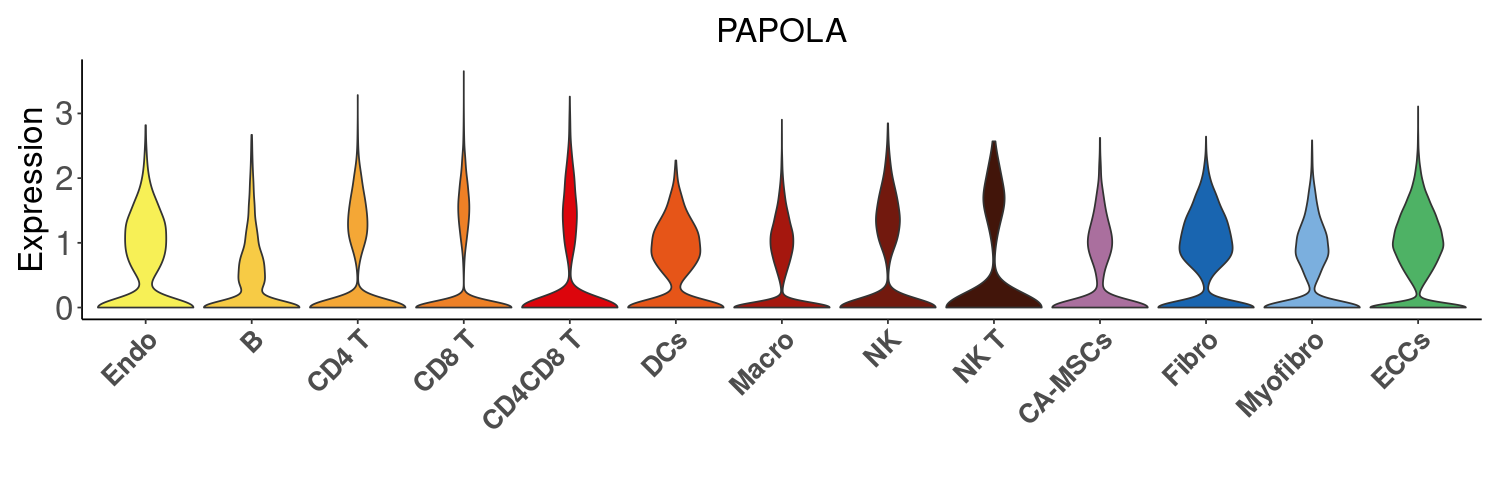 PAPOLA
Expression
3
2
1
0
Endo
B
CD4 T
CD8 T
CD4CD8 T
DCs
Macro
NK
NK T
CA-MSCs
Fibro
Myofibro
ECCs